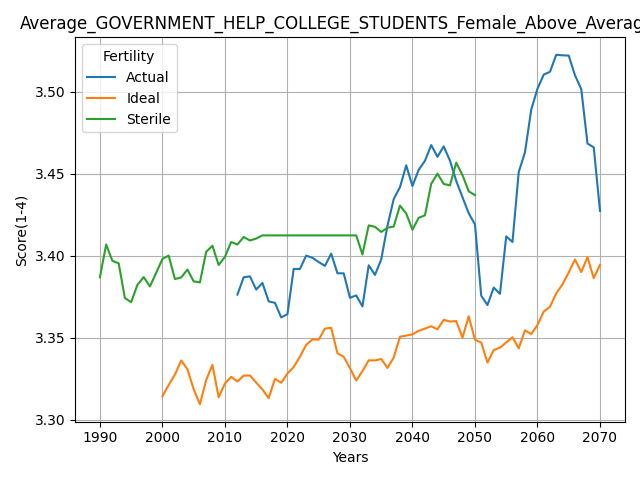 Average_GOVERNMENT_HELP_COLLEGE_STUDENTS_Female_Above_Averag
Fertility
Actual
Ideal
Sterile
Score(1-4)
3.50
3.45
3.40
3.35
3.30
1990 2000 2010 2020 2030 2040 2050 2060 2070
Years